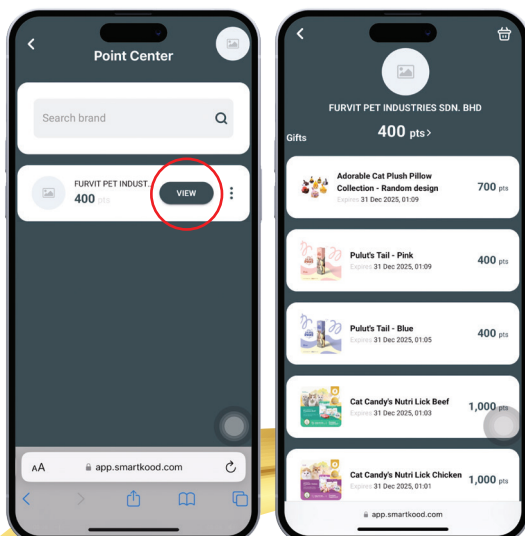 Point Center
Search brand
FURVIT PET INDUST...
400 pts
VIEW
AA
app.smartkood.com
FURVIT PET INDUSTRIES SDN. BHD
400 pts>
Gifts
Adorable Cat Plush Pillow
Collection - Random design
Expires 31 Dec 2025, 01:09
700 pts
Pulut's Tail - Pink
Expires 31 Dec 2025, 01:09
400 pts
Pulut's Tail - Blue
Expires 31 Dec 2025, 01:05
400 pts
Cat Candy's Nutri Lick Beef
Expires 31 Dec 2025, 01:03
1,000 pts
Cat Candy's Nutri Lick Chicken
Expires 31 Dec 2025, 01:01
1,000 pts
app.smartkood.com